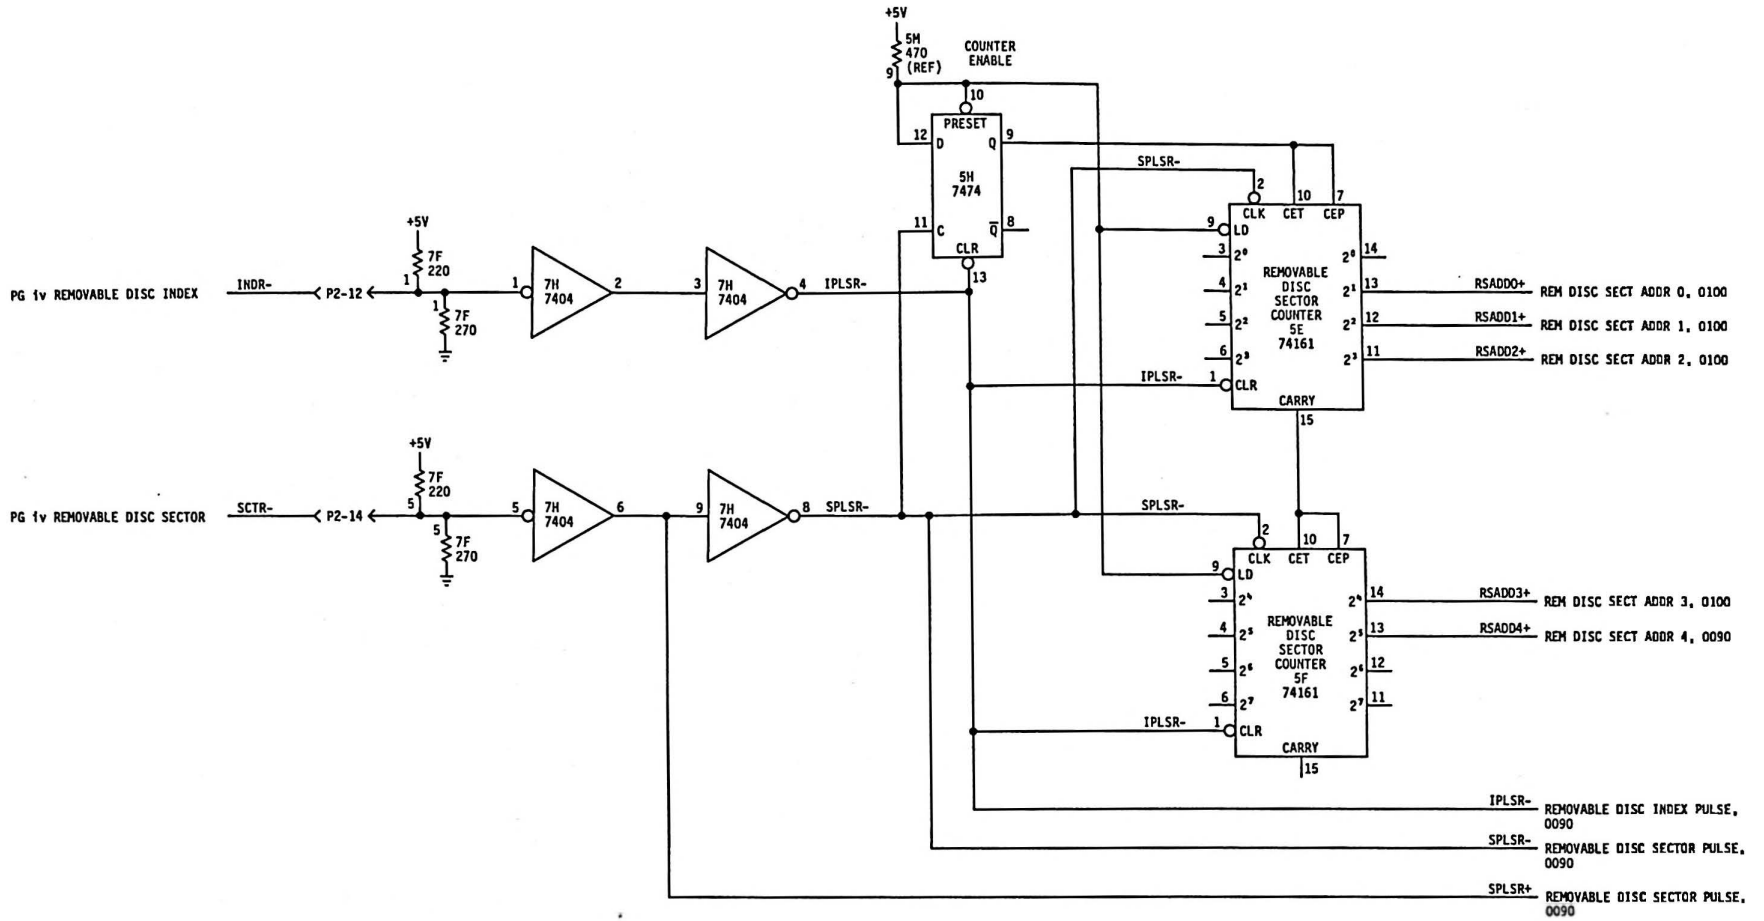 +5V
5M
470
(REF)
9
COUNTER
ENABLE
10
PRESET
12
D
Q
9
5H
7474
11
C
Q̅
8
CLR
13
SPLSR-
2
10
7
CLK
CET
CEP
9
LD
3
2⁰
2⁰
14
4
2¹
2¹
13
RSADD0+
REM DISC SECT ADDR 0, 0100
5
2²
2²
12
RSADD1+
REM DISC SECT ADDR 1, 0100
6
2³
2³
11
RSADD2+
REM DISC SECT ADDR 2, 0100
REMOVABLE
DISC
SECTOR
COUNTER
5E
74161
IPLSR-
1
CLR
CARRY
15
+5V
7F
220
1
PG iv REMOVABLE DISC INDEX
INDR-
P2-12
1
7F
270
1
7H
7404
2
3
7H
7404
4
IPLSR-
+5V
7F
220
5
PG iv REMOVABLE DISC SECTOR
SCTR-
P2-14
5
7F
270
5
7H
7404
6
9
7H
7404
8
SPLSR-
SPLSR-
2
10
7
CLK
CET
CEP
9
LD
3
2⁴
2⁴
14
RSADD3+
REM DISC SECT ADDR 3, 0100
4
2⁵
2⁵
13
RSADD4+
REM DISC SECT ADDR 4, 0090
5
2⁶
2⁶
12
6
2⁷
2⁷
11
REMOVABLE
DISC
SECTOR
COUNTER
5F
74161
IPLSR-
1
CLR
CARRY
15
IPLSR-
REMOVABLE DISC INDEX PULSE,
0090
SPLSR-
REMOVABLE DISC SECTOR PULSE,
0090
SPLSR+
REMOVABLE DISC SECTOR PULSE,
0090